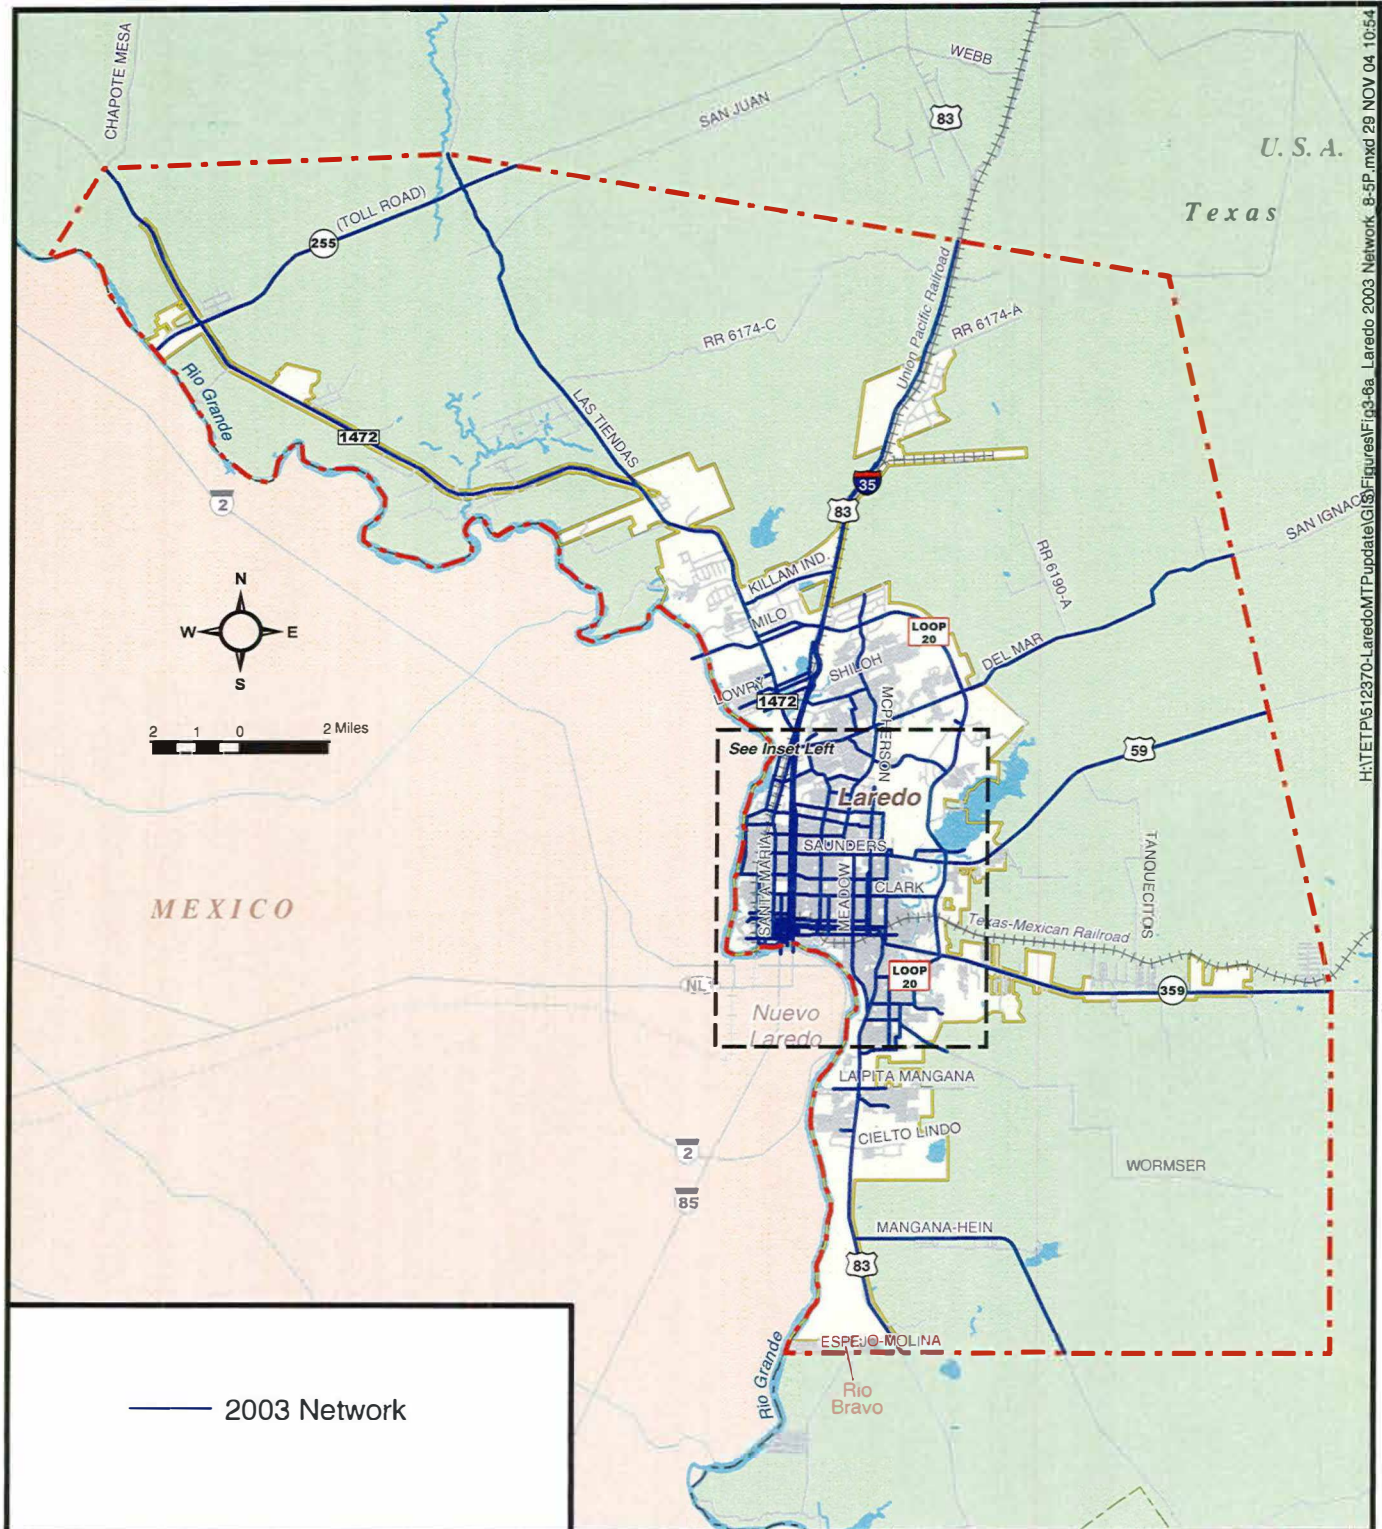 CHAPOTE MESA
WEBB
SAN JUAN
83
U. S. A.
Texas
(TOLL ROAD)
255
Union Pacific Railroad
RR 6174-C
RR 6174-A
Rio Grande
LAS TIENDAS
1472
2
35
83
SAN IGNACIO
RR 6190-A
N
W
E
S
KILLAM IND.
MILO
LOOP
20
DEL MAR
SHILOH
LOWRY
1472
MCPHERSON
2 1 0 2 Miles
See Inset Left
59
Laredo
SAUNDERS
SANTA MARIA
MEADOW
CLARK
TANQUECITOS
MEXICO
Texas-Mexican Railroad
LOOP
20
359
NL1
Nuevo
Laredo
LA PITA MANGANA
CIELTO LINDO
2
85
WORMSER
MANGANA-HEIN
83
ESPEJO-MOLINA
Rio
Bravo
Rio Grande
2003 Network
H:\TETP\512370-LaredoMTPupdate\GIS\Figures\Fig3-6a_Laredo 2003 Network_8-5P.mxd 29 NOV 04 10:54